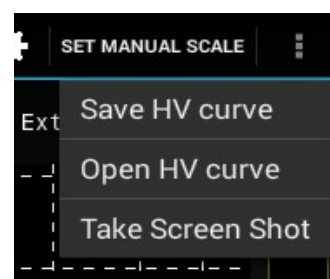 SET MANUAL SCALE
Save HV curve
Ext
Open HV curve
Take Screen Shot